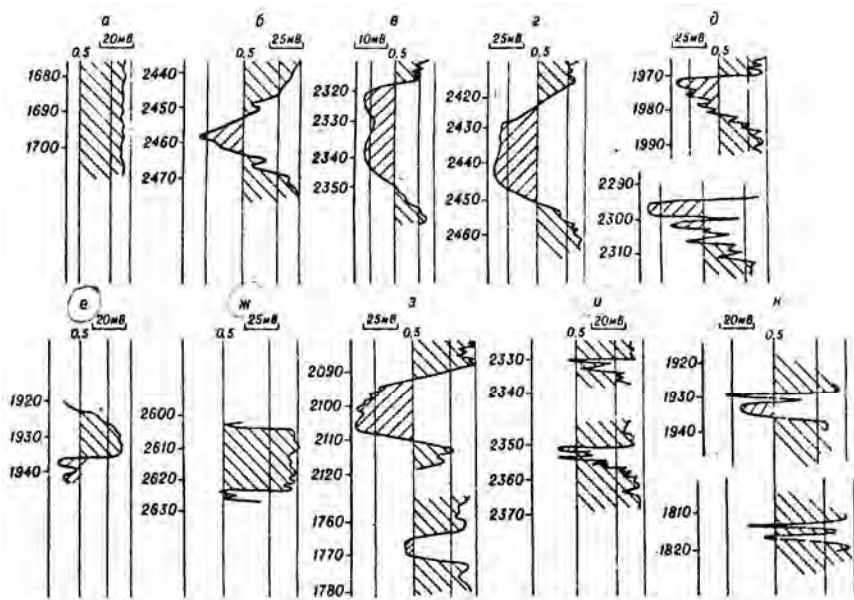 а
20мв
0.5
1680
1690
1700
б
0.5
25мв
2440
2450
2460
2470
в
10мв
0.5
2320
2330
2340
2350
г
25мв
0.5
2420
2430
2440
2450
2460
д
25мв
0.5
1970
1980
1990
2290
2300
2310
е
0.5 20мв
1920
1930
1940
ж
0.5 25мв
2600
2610
2620
2630
з
25мв 0.5
2090
2100
2110
2120
1760
1770
1780
и
0.5 20мв
2330
2340
2350
2360
2370
к
20мв 0.5
1920
1930
1940
1810
1820